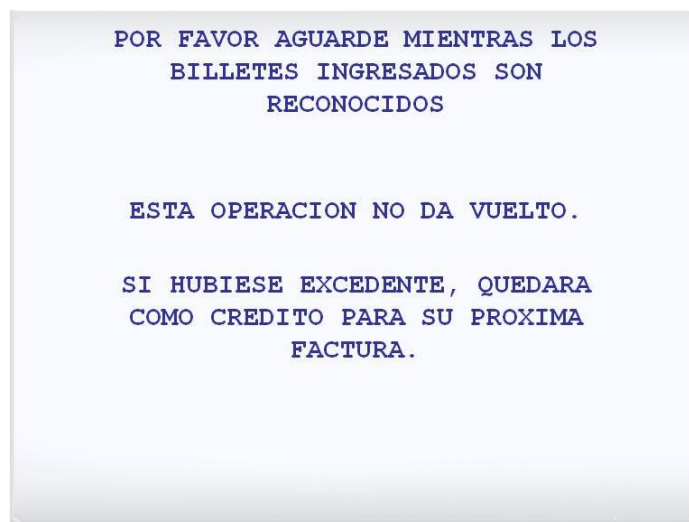 POR FAVOR AGUARDE MIENTRAS LOS
BILLETES INGRESADOS SON
RECONOCIDOS
ESTA OPERACION NO DA VUELTO.
SI HUBIESE EXCEDENTE, QUEDARA
COMO CREDITO PARA SU PROXIMA
FACTURA.